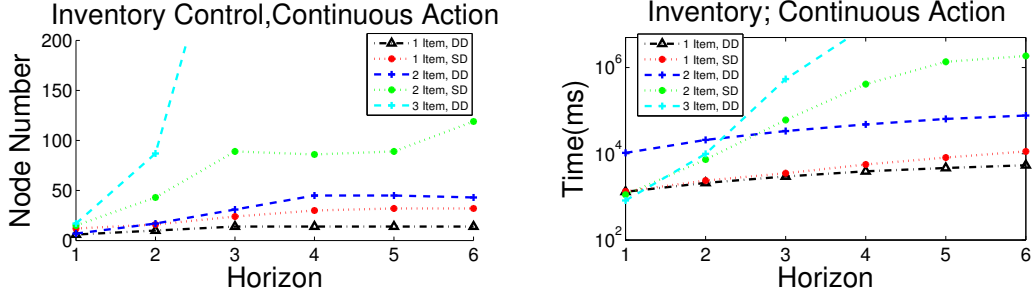 Inventory Control,Continuous Action
Node Number
200
150
100
50
0
1 Item, DD
1 Item, SD
2 Item, DD
2 Item, SD
3 Item, DD
1 2 3 4 5 6
Horizon
Inventory; Continuous Action
Time(ms)
10^6
10^4
10^2
1 Item, DD
1 Item, SD
2 Item, DD
2 Item, SD
3 Item, DD
1 2 3 4 5 6
Horizon